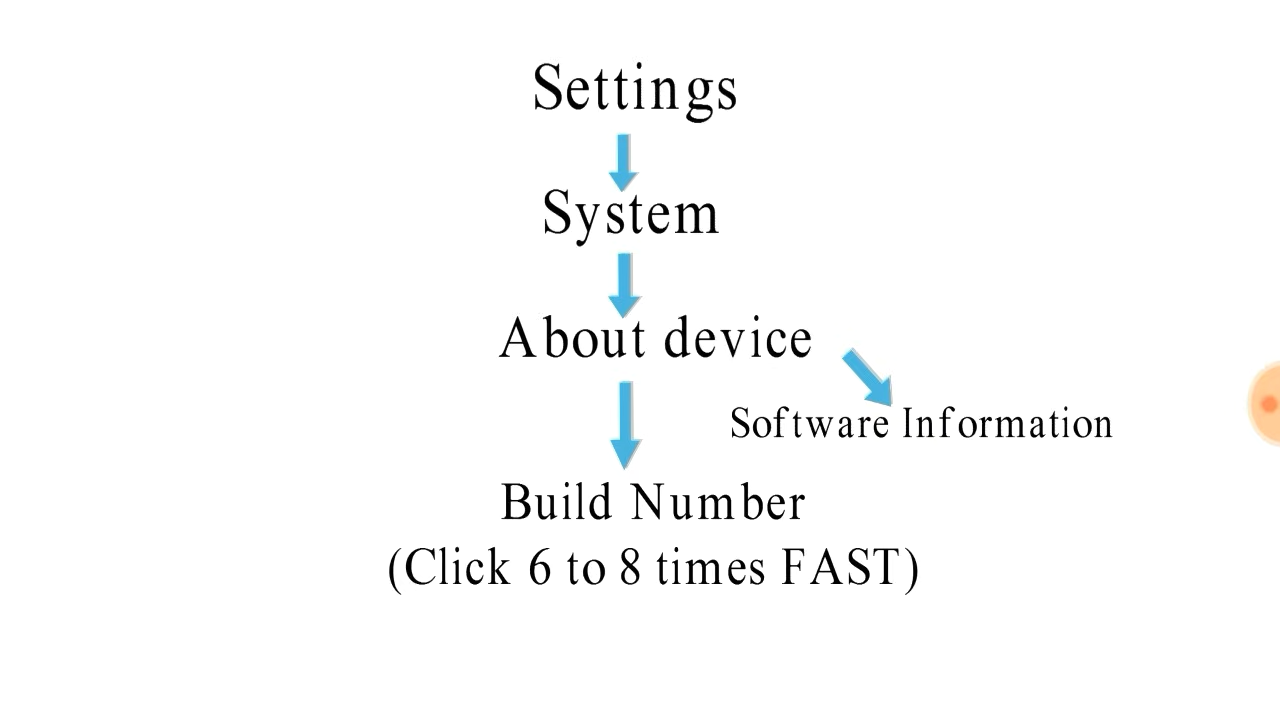 Settings
System
About device
Software Information
Build Number
(Click 6 to 8 times FAST)